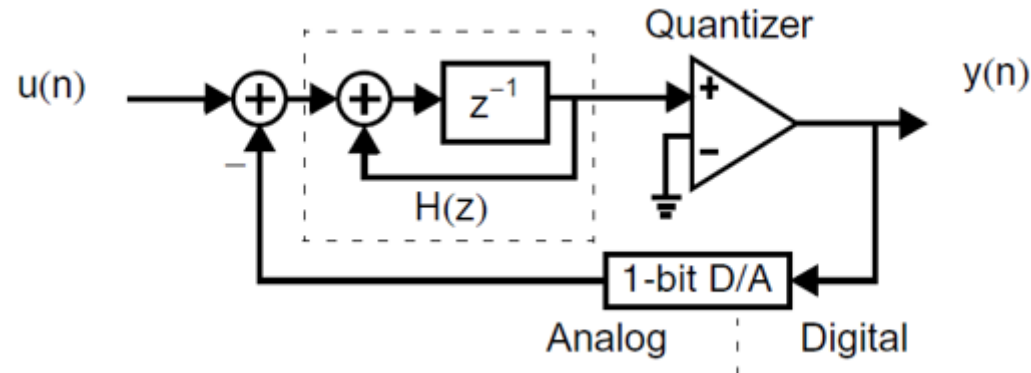 Quantizer
u(n)
+
+
z⁻¹
+
−
y(n)
−
H(z)
1-bit D/A
Analog
Digital